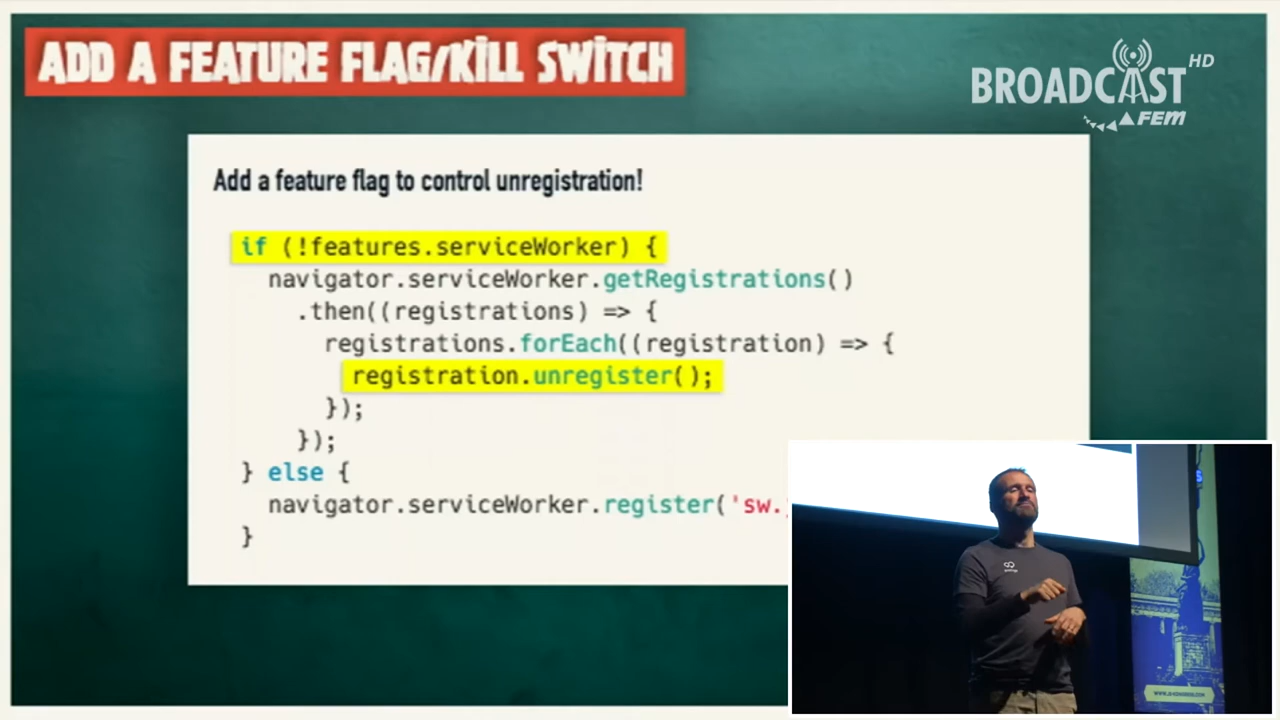 ADD A FEATURE FLAG/KILL SWITCH
BROADCAST HD
FEM
Add a feature flag to control unregistration!
if (!features.serviceWorker) {
navigator.serviceWorker.getRegistrations()
.then((registrations) => {
registrations.forEach((registration) => {
registration.unregister();
});
});
} else {
navigator.serviceWorker.register('sw.
}